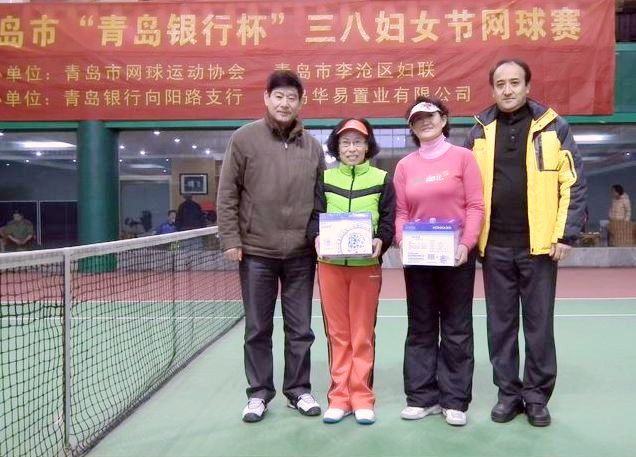 岛市“青岛银行杯”三八妇女节网球赛
单位：青岛市网球运动协会 青岛市李沧区妇联
青岛银行向阳路支行 华易置业有限公司